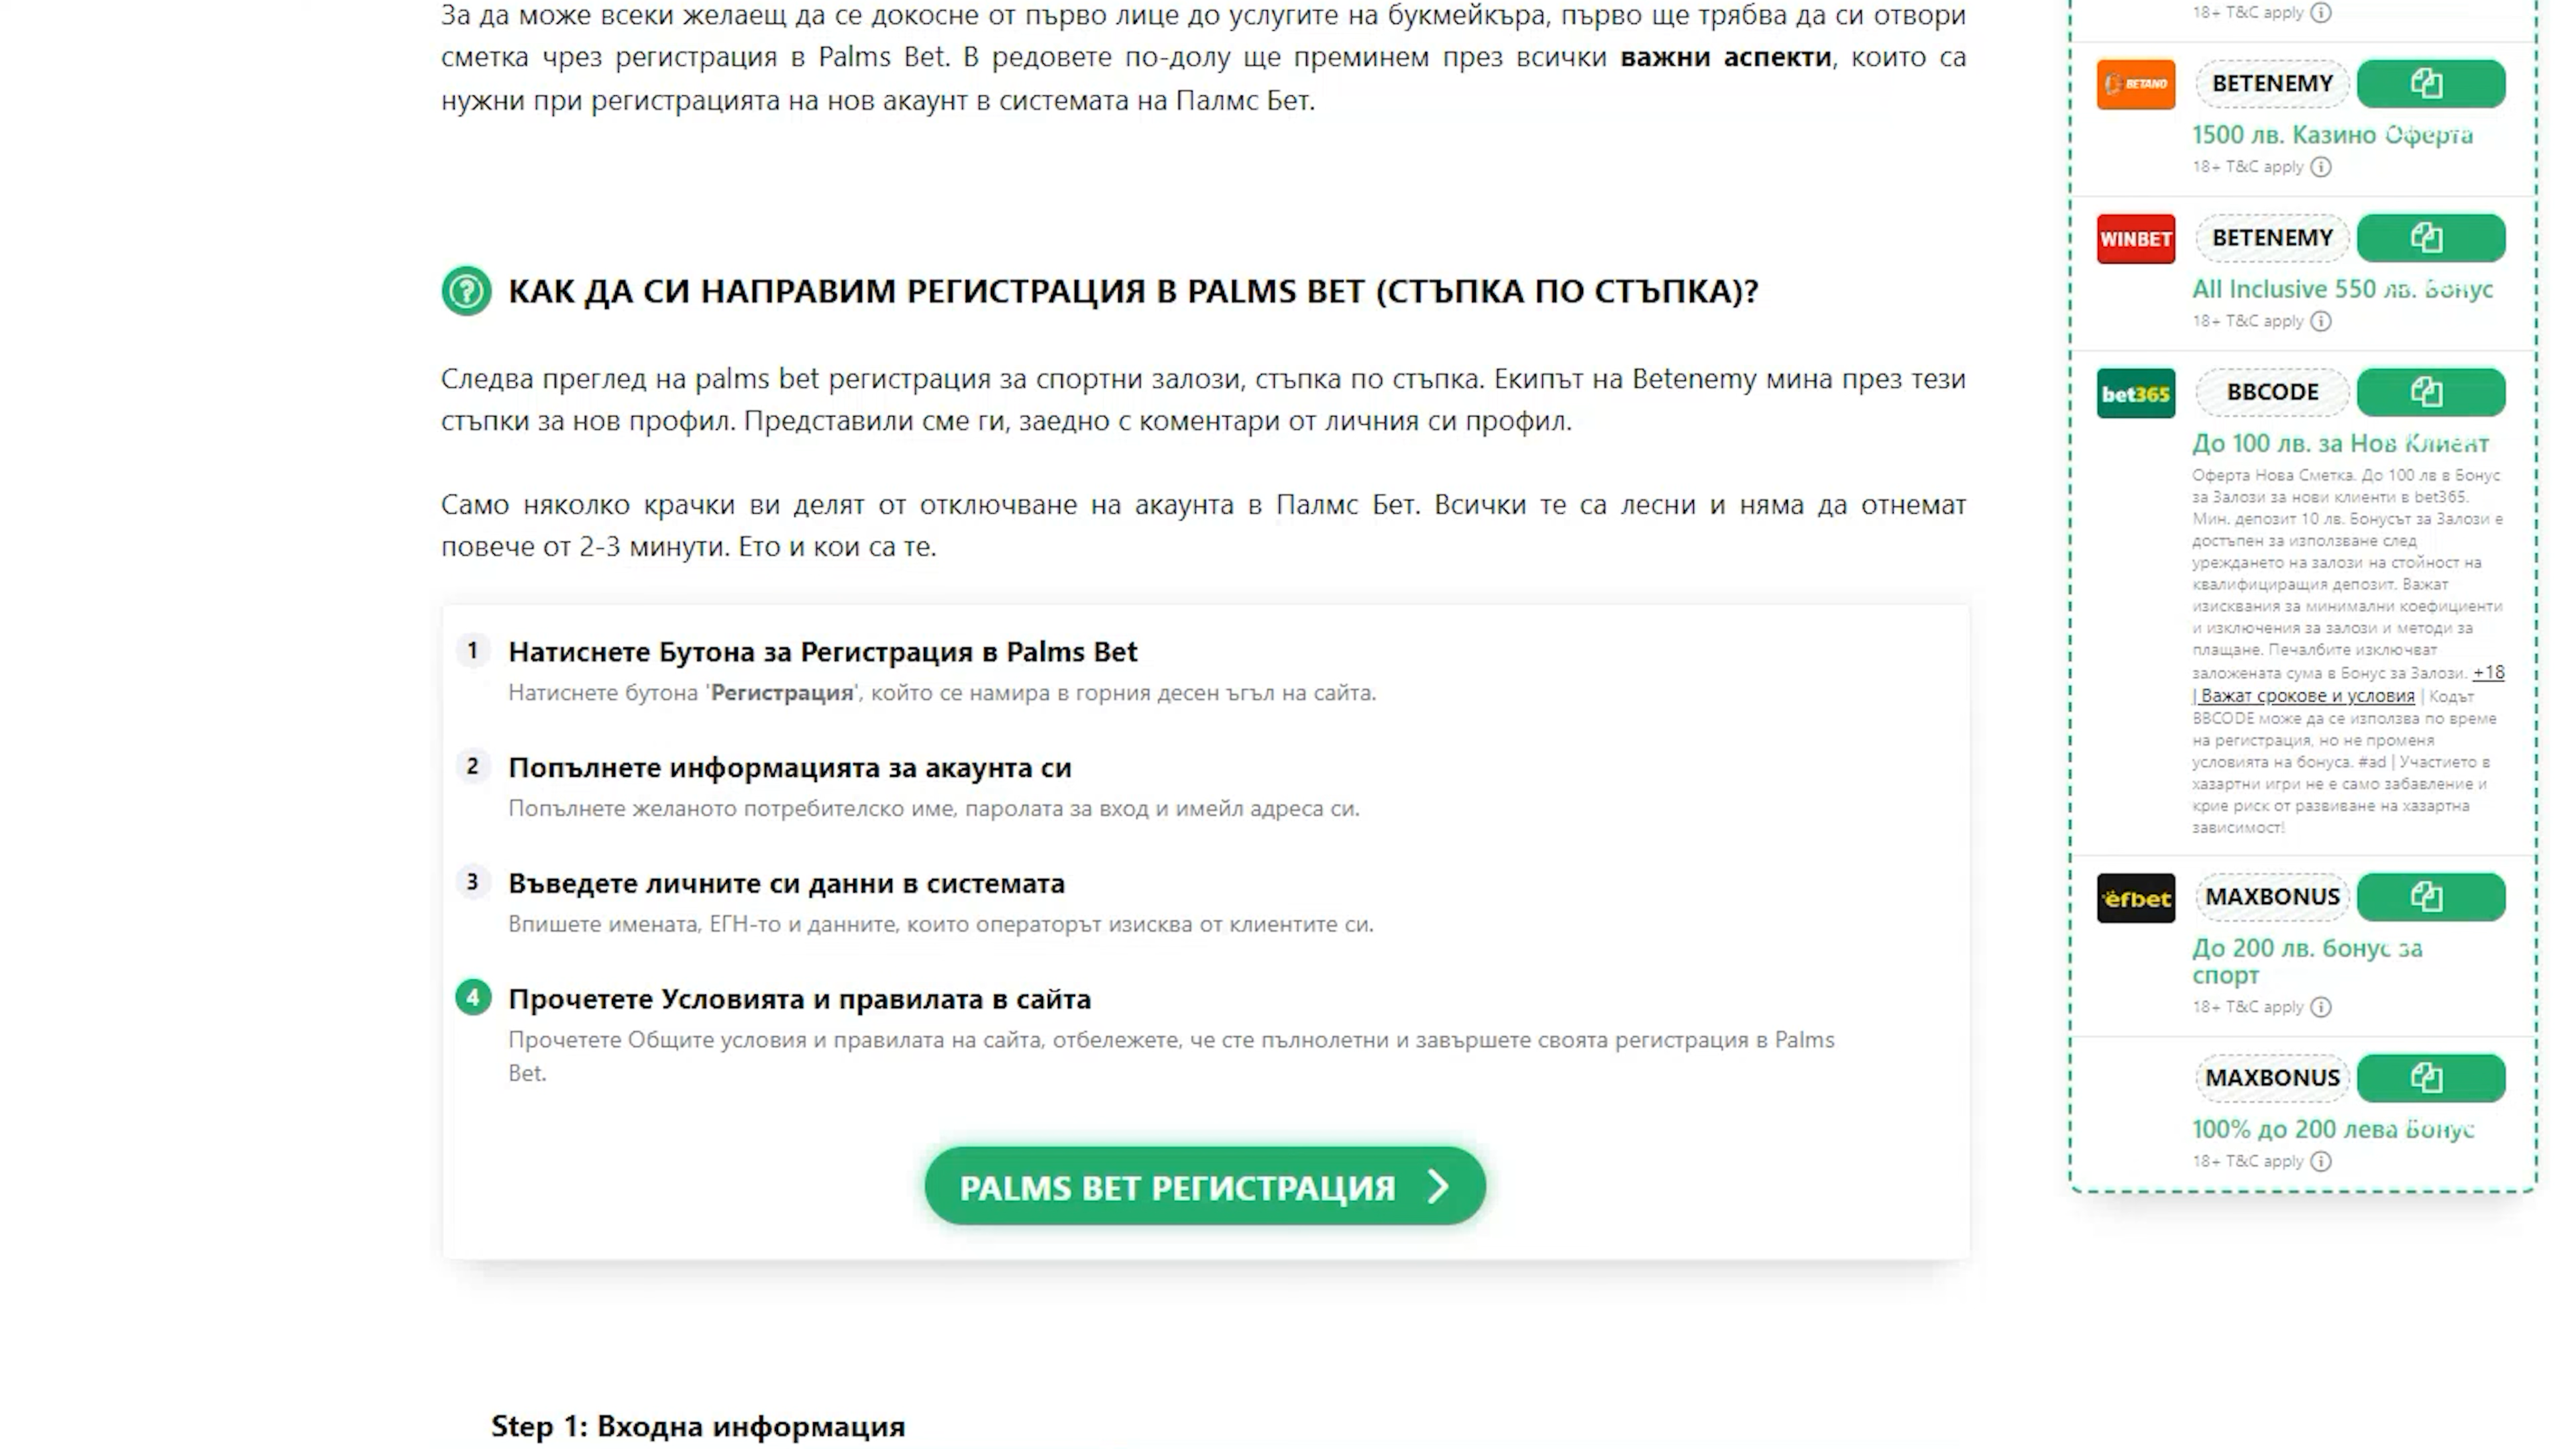 За да може всеки желаещ да се докосне от първо лице до услугите на букмейкъра, първо ще трябва да си отвори
сметка чрез регистрация в Palms Bet. В редовете по-долу ще преминем през всички важни аспекти, които са
нужни при регистрацията на нов акаунт в системата на Палмс Бет.
КАК ДА СИ НАПРАВИМ РЕГИСТРАЦИЯ В PALMS BET (СТЪПКА ПО СТЪПКА)?
Следва преглед на palms bet регистрация за спортни залози, стъпка по стъпка. Екипът на Betenemy мина през тези
стъпки за нов профил. Представили сме ги, заедно с коментари от личния си профил.
Само няколко крачки ви делят от отключване на акаунта в Палмс Бет. Всички те са лесни и няма да отнемат
повече от 2-3 минути. Ето и кои са те.
1 Натиснете Бутона за Регистрация в Palms Bet
Натиснете бутона 'Регистрация', който се намира в горния десен ъгъл на сайта.
2 Попълнете информацията за акаунта си
Попълнете желаното потребителско име, паролата за вход и имейл адреса си.
3 Въведете личните си данни в системата
Впишете имената, ЕГН-то и данните, които операторът изисква от клиентите си.
4 Прочетете Условията и правилата в сайта
Прочетете Общите условия и правилата на сайта, отбележете, че сте пълнолетни и завършете своята регистрация в Palms
Bet.
PALMS BET РЕГИСТРАЦИЯ
Step 1: Входна информация
18+ T&C apply
BETANO BETENEMY
1500 лв. Казино Оферта
18+ T&C apply
WINBET BETENEMY
All Inclusive 550 лв. Бонус
18+ T&C apply
bet365 BBCODE
До 100 лв. за Нов Клиент
Оферта Нова Сметка. До 100 лв в Бонус
за Залози за нови клиенти в bet365.
Мин. депозит 10 лв. Бонусът за Залози е
достъпен за използване след
уреждането на залози на стойност на
квалифициращия депозит. Важат
изисквания за минимални коефициенти
и изключения за залози и методи за
плащане. Печалбите изключват
заложената сума в Бонус за Залози. +18
| Важат срокове и условия | Кодът
BBCODE може да се използва по време
на регистрация, но не променя
условията на бонуса. #ad | Участието в
хазартни игри не е само забавление и
крие риск от развиване на хазартна
зависимост!
efbet MAXBONUS
До 200 лв. бонус за
спорт
18+ T&C apply
MAXBONUS
100% до 200 лева Бонус
18+ T&C apply